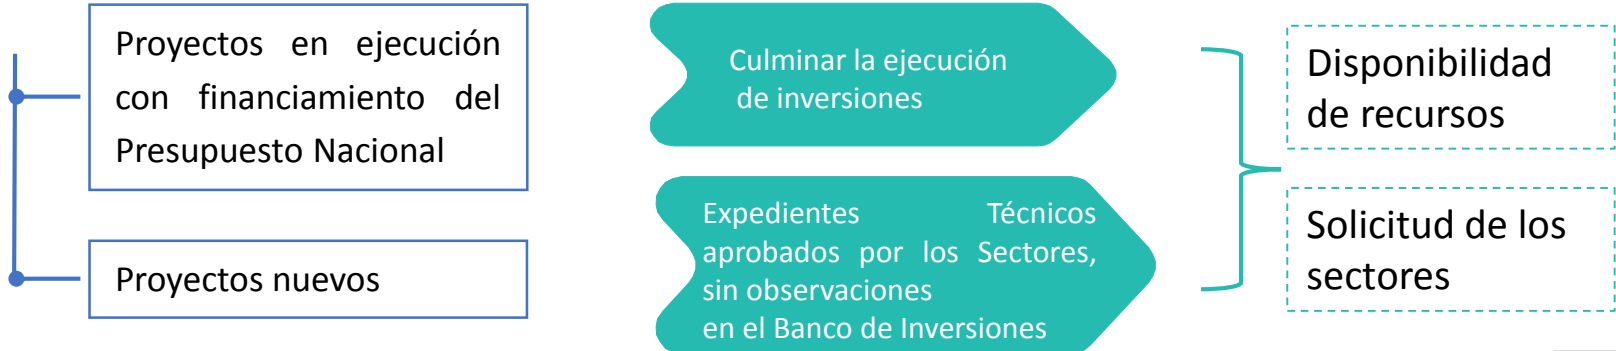 Proyectos en ejecución
con financiamiento del
Presupuesto Nacional
Culminar la ejecución
de inversiones
Disponibilidad
de recursos
Proyectos nuevos
Expedientes Técnicos
aprobados por los Sectores,
sin observaciones
en el Banco de Inversiones
Solicitud de los
sectores